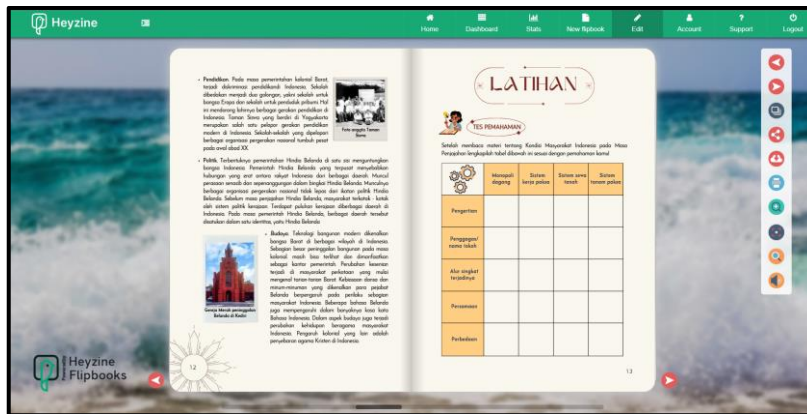 Heyzine
Home
Dashboard
Stats
New flipbook
Edit
Account
Support
Logout
• Pendidikan. Pada masa pemerintahan kolonial Barat,
terjadi diskriminasi pendidikandi Indonesia. Sekolah
dibedakan menjadi dua golongan, yakni sekolah untuk
bangsa Eropa dan sekolah untuk penduduk pribumi. Hal
ini mendorong lahirnya berbagai gerakan pendidikan di
Indonesia. Taman Siswa yang berdiri di Yogyakarta
merupakan salah satu pelopor gerakan pendidikan
modern di Indonesia. Sekolah-sekolah yang dipelopori
berbagai organisasi pergerakan nasional tumbuh pesat
pada awal abad XX.
Foto anggota Taman
Siswa
• Politik. Terbentuknya pemerintahan Hindia Belanda di satu sisi menguntungkan
bangsa Indonesia. Pemerintah Hindia Belanda yang terpusat menyebabkan
hubungan yang erat antara rakyat Indonesia dari berbagai daerah. Muncul
perasaan senasib dan sepenanggungan dalam bingkai Hindia Belanda. Munculnya
berbagai organisasi pergerakan nasional tidak lepas dari ikatan politik Hindia
Belanda. Sebelum masa penjajahan Hindia Belanda, masyarakat terkotak - kotak
oleh sistem politik kerajaan. Terdapat puluhan kerajaan diberbagai daerah di
Indonesia. Pada masa pemerintah Hindia Belanda, berbagai daerah tersebut
disatukan dalam satu identitas, yaitu Hindia Belanda
• Budaya. Teknologi bangunan modern dikenalkan
bangsa Barat di berbagai wilayah di Indonesia.
Sebagian besar peninggalan bangunan pada masa
kolonial masih bisa terlihat dan dimanfaatkan
sebagai kantor pemerintah. Perubahan kesenian
terjadi di masyarakat perkotaan yang mulai
mengenal tarian-tarian Barat. Kebiasaan dansa dan
minum-minuman yang dikenalkan para pejabat
Belanda berpengaruh pada perilaku sebagian
masyarakat Indonesia. Beberapa bahasa Belanda
juga mempengaruhi dalam banyaknya kosa kata
Bahasa Indonesia. Dalam aspek budaya juga terjadi
perubahan kehidupan beragama masyarakat
Indonesia. Pengaruh kolonial yang lain adalah
penyebaran agama Kristen di Indonesia.
Gereja Merah peninggalan
Belanda di Kediri
12
LATIHAN
TES PEMAHAMAN
Setelah membaca materi tentang Kondisi Masyarakat Indonesia pada Masa
Penjajahan lengkapilah tabel dibawah ini sesuai dengan pemahaman kamu!
Monopoli dagang
Sistem kerja paksa
Sistem sewa tanah
Sistem tanam paksa
Pengertian
Penggagas/
nama tokoh
Alur singkat
terjadinya
Persamaan
Perbedaan
13
Heyzine
Flipbooks